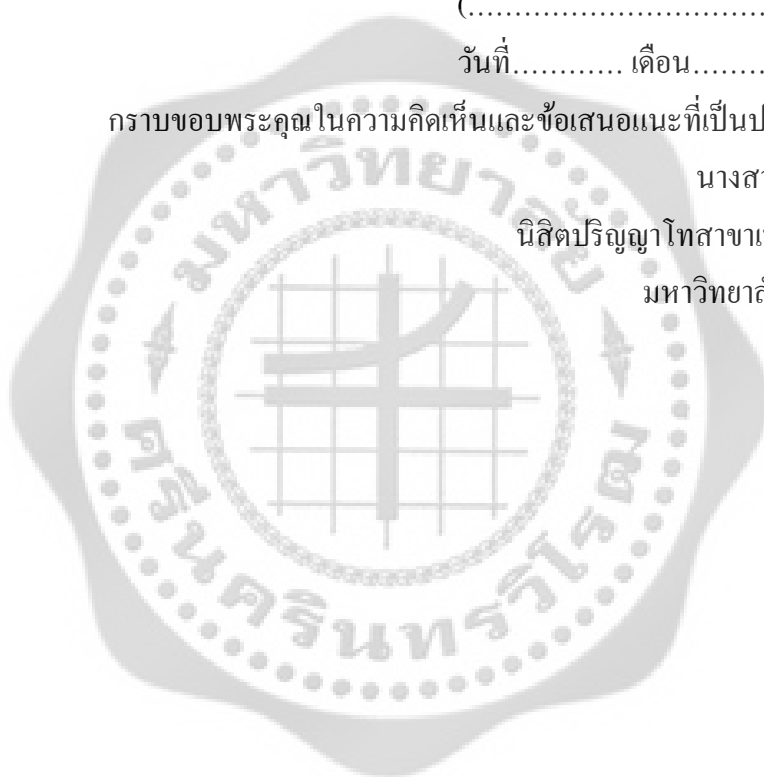 (.................................
วันที่............ เดือน........
กราบขอบพระคุณในความคิดเห็นและข้อเสนอแนะที่เป็นป
นางสา
นิสิตปริญญาโทสาขาเท
มหาวิทยาลั
มหาวิทยาลัย
ศรีนครินทรวิโรฒ